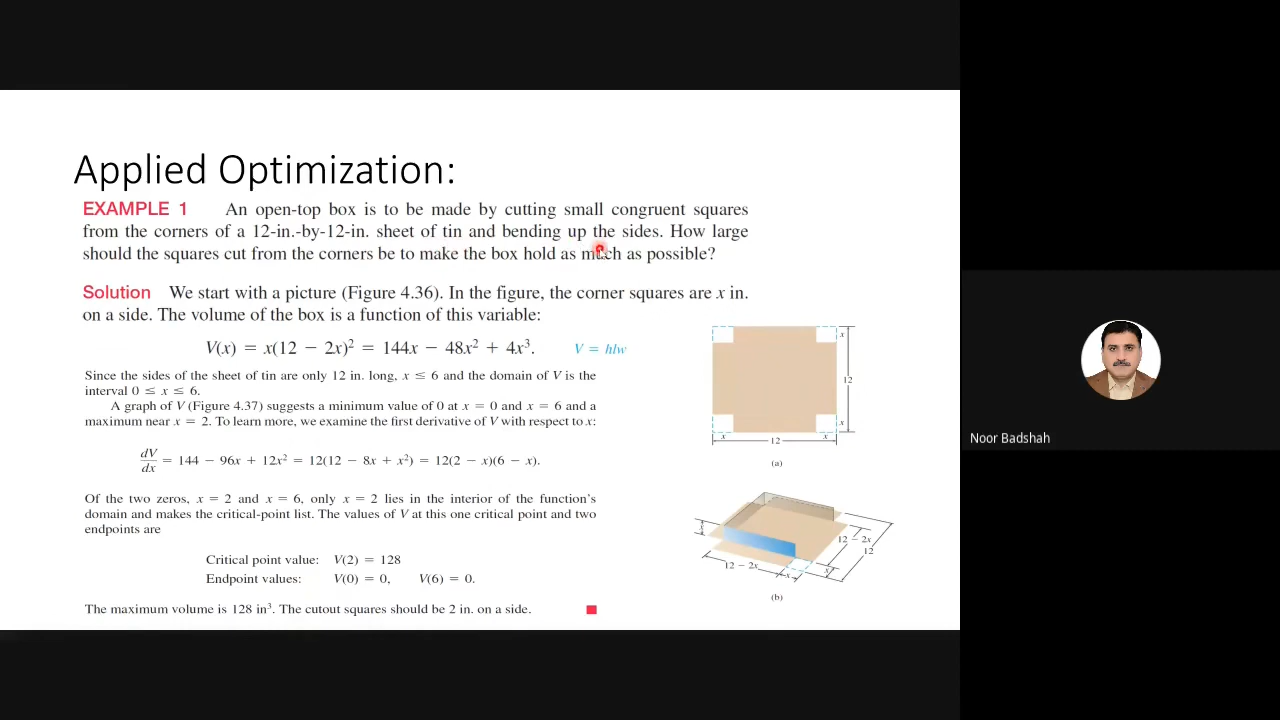 Applied Optimization:
EXAMPLE 1 An open-top box is to be made by cutting small congruent squares
from the corners of a 12-in.-by-12-in. sheet of tin and bending up the sides. How large
should the squares cut from the corners be to make the box hold as much as possible?
Solution We start with a picture (Figure 4.36). In the figure, the corner squares are x in.
on a side. The volume of the box is a function of this variable:
V(x) = x(12 − 2x)² = 144x − 48x² + 4x³. V = hlw
Since the sides of the sheet of tin are only 12 in. long, x ≤ 6 and the domain of V is the
interval 0 ≤ x ≤ 6.
A graph of V (Figure 4.37) suggests a minimum value of 0 at x = 0 and x = 6 and a
maximum near x = 2. To learn more, we examine the first derivative of V with respect to x:
dV/dx = 144 − 96x + 12x² = 12(12 − 8x + x²) = 12(2 − x)(6 − x).
Of the two zeros, x = 2 and x = 6, only x = 2 lies in the interior of the function's
domain and makes the critical-point list. The values of V at this one critical point and two
endpoints are
Critical point value: V(2) = 128
Endpoint values: V(0) = 0, V(6) = 0.
The maximum volume is 128 in³. The cutout squares should be 2 in. on a side.
x
12
x
x
12
x
(a)
x
12 − 2x
12
12 − 2x
x
x
(b)
Noor Badshah